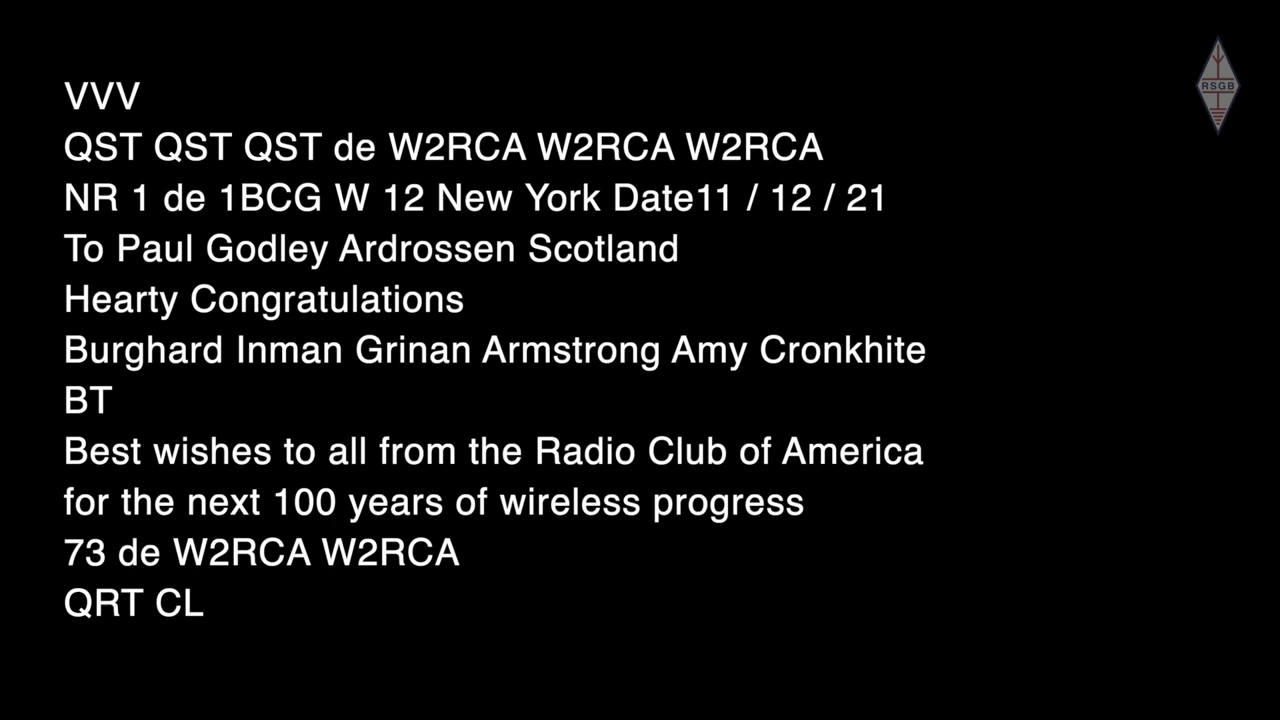 VVV
QST QST QST de W2RCA W2RCA W2RCA
NR 1 de 1BCG W 12 New York Date11 / 12 / 21
To Paul Godley Ardrossen Scotland
Hearty Congratulations
Burghard Inman Grinan Armstrong Amy Cronkhite
BT
Best wishes to all from the Radio Club of America
for the next 100 years of wireless progress
73 de W2RCA W2RCA
QRT CL
RSGB